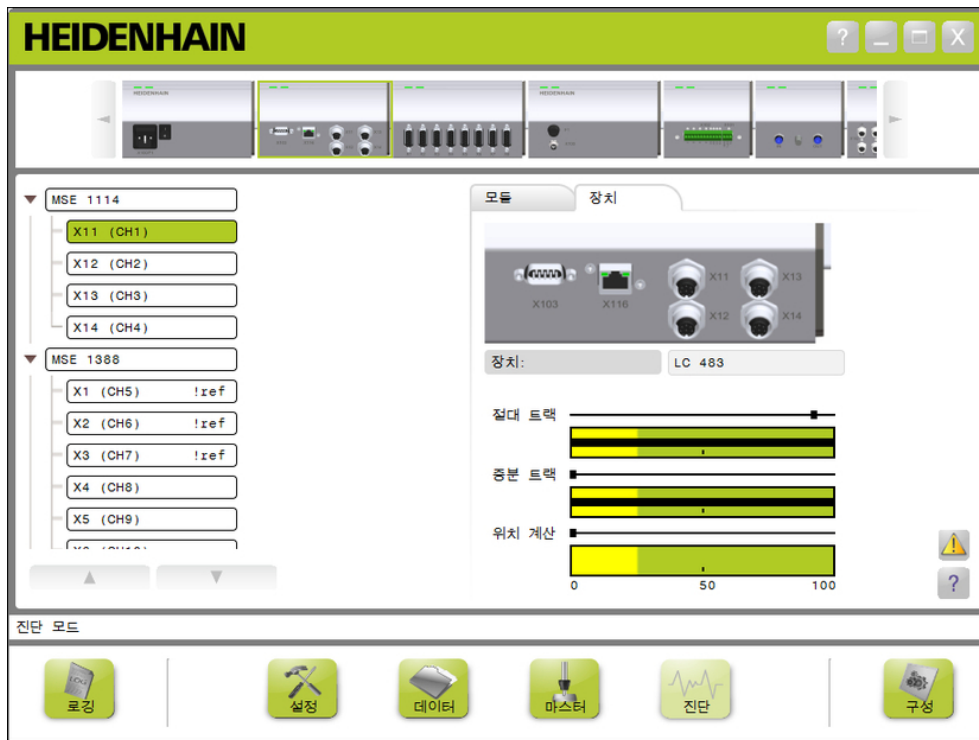 HEIDENHAIN
? X
HEIDENHAIN
HEIDENHAIN
MSE 1114
X11 (CH1)
X12 (CH2)
X13 (CH3)
X14 (CH4)
MSE 1388
X1 (CH5) !ref
X2 (CH6) !ref
X3 (CH7) !ref
X4 (CH8)
X5 (CH9)
모듈 장치
X103 X116 X11 X13
X12 X14
장치: LC 483
절대 트랙
증분 트랙
위치 계산
0 50 100
?
진단 모드
LOG
로깅 설정 데이터 마스터 진단 구성